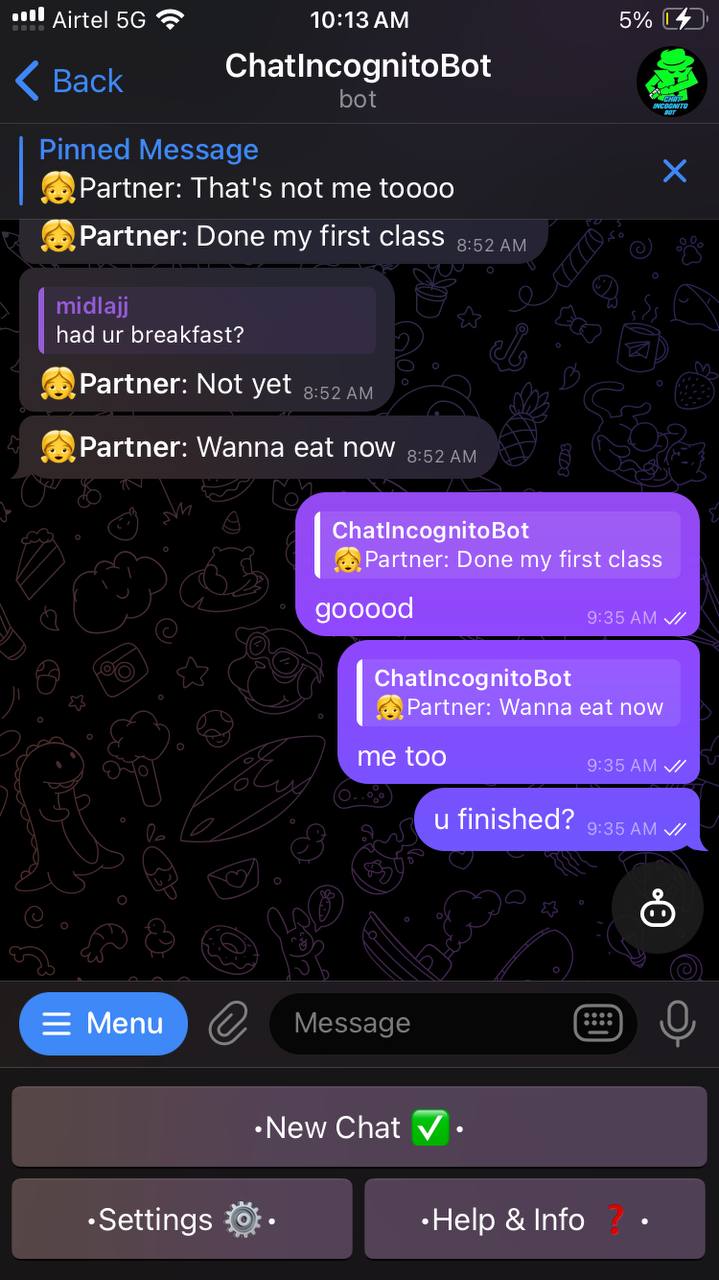 Airtel 5G 10:13 AM 5%
Back
ChatIncognitoBot
bot
CHAT
INCOGNITO
BOT
Pinned Message
👧Partner: That's not me toooo
👧Partner: Done my first class 8:52 AM
midlajj
had ur breakfast?
👧Partner: Not yet 8:52 AM
👧Partner: Wanna eat now 8:52 AM
ChatIncognitoBot
👧Partner: Done my first class
gooood 9:35 AM
ChatIncognitoBot
👧Partner: Wanna eat now
me too 9:35 AM
u finished? 9:35 AM
Menu
Message
•New Chat ✅ •
•Settings ⚙️ •
•Help & Info ❓ •